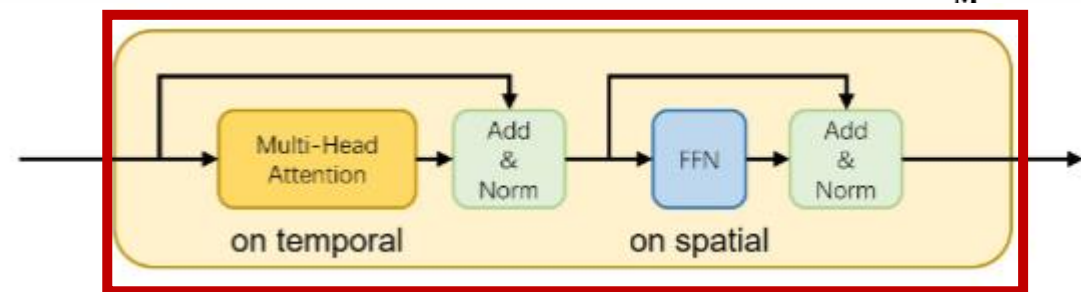 Multi-Head
Attention
Add
&
Norm
FFN
Add
&
Norm
on temporal
on spatial